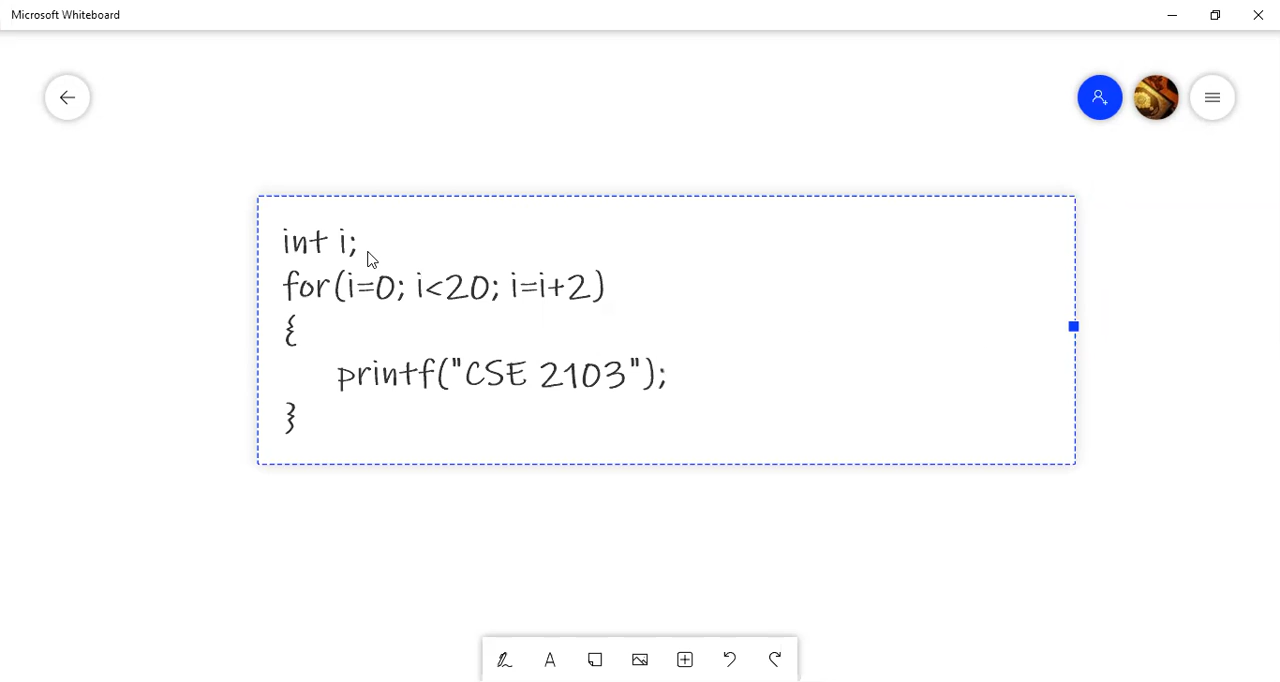 Microsoft Whiteboard
int i;
for(i=0; i<20; i=i+2)
{
printf("CSE 2103");
}